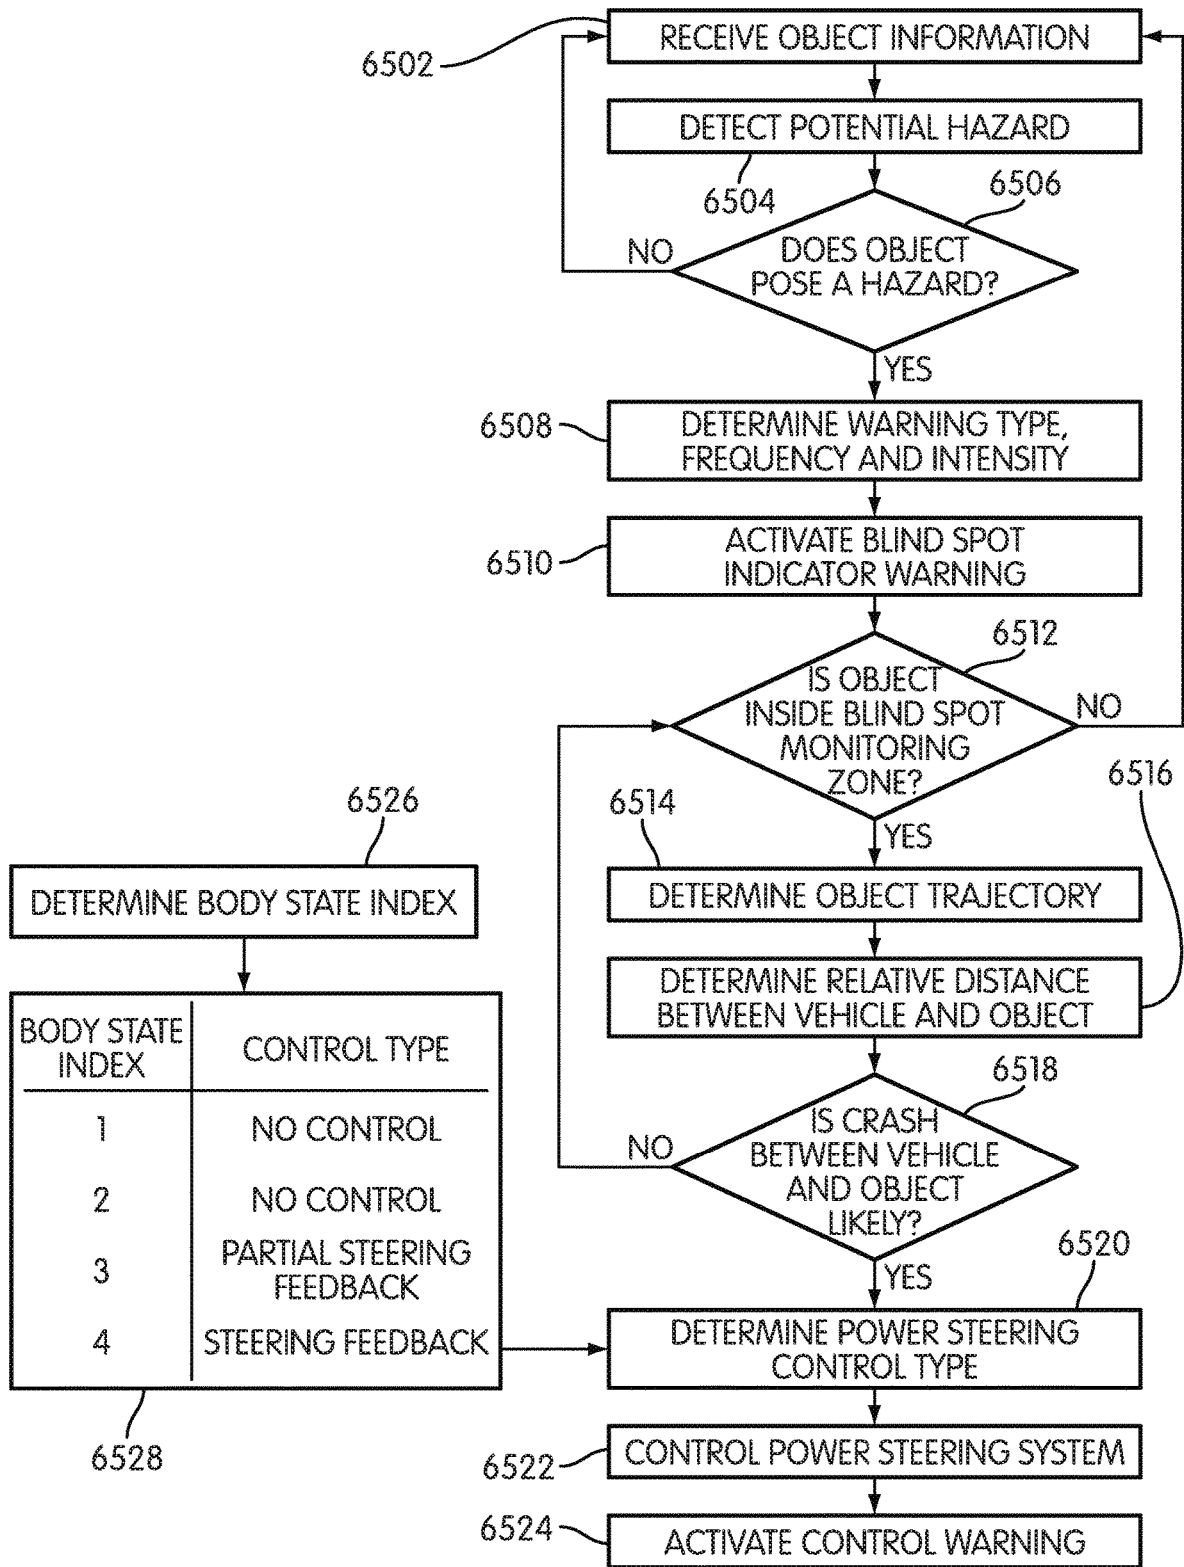 6502
RECEIVE OBJECT INFORMATION
DETECT POTENTIAL HAZARD
6504
6506
NO
DOES OBJECT
POSE A HAZARD?
YES
6508
DETERMINE WARNING TYPE,
FREQUENCY AND INTENSITY
6510
ACTIVATE BLIND SPOT
INDICATOR WARNING
6512
IS OBJECT
INSIDE BLIND SPOT
MONITORING
ZONE?
NO
6516
6514
YES
DETERMINE OBJECT TRAJECTORY
DETERMINE RELATIVE DISTANCE
BETWEEN VEHICLE AND OBJECT
6518
NO
IS CRASH
BETWEEN VEHICLE
AND OBJECT
LIKELY?
YES
6520
DETERMINE POWER STEERING
CONTROL TYPE
6522
CONTROL POWER STEERING SYSTEM
6524
ACTIVATE CONTROL WARNING
6526
DETERMINE BODY STATE INDEX
BODY STATE
INDEX
CONTROL TYPE
1
NO CONTROL
2
NO CONTROL
3
PARTIAL STEERING
FEEDBACK
4
STEERING FEEDBACK
6528